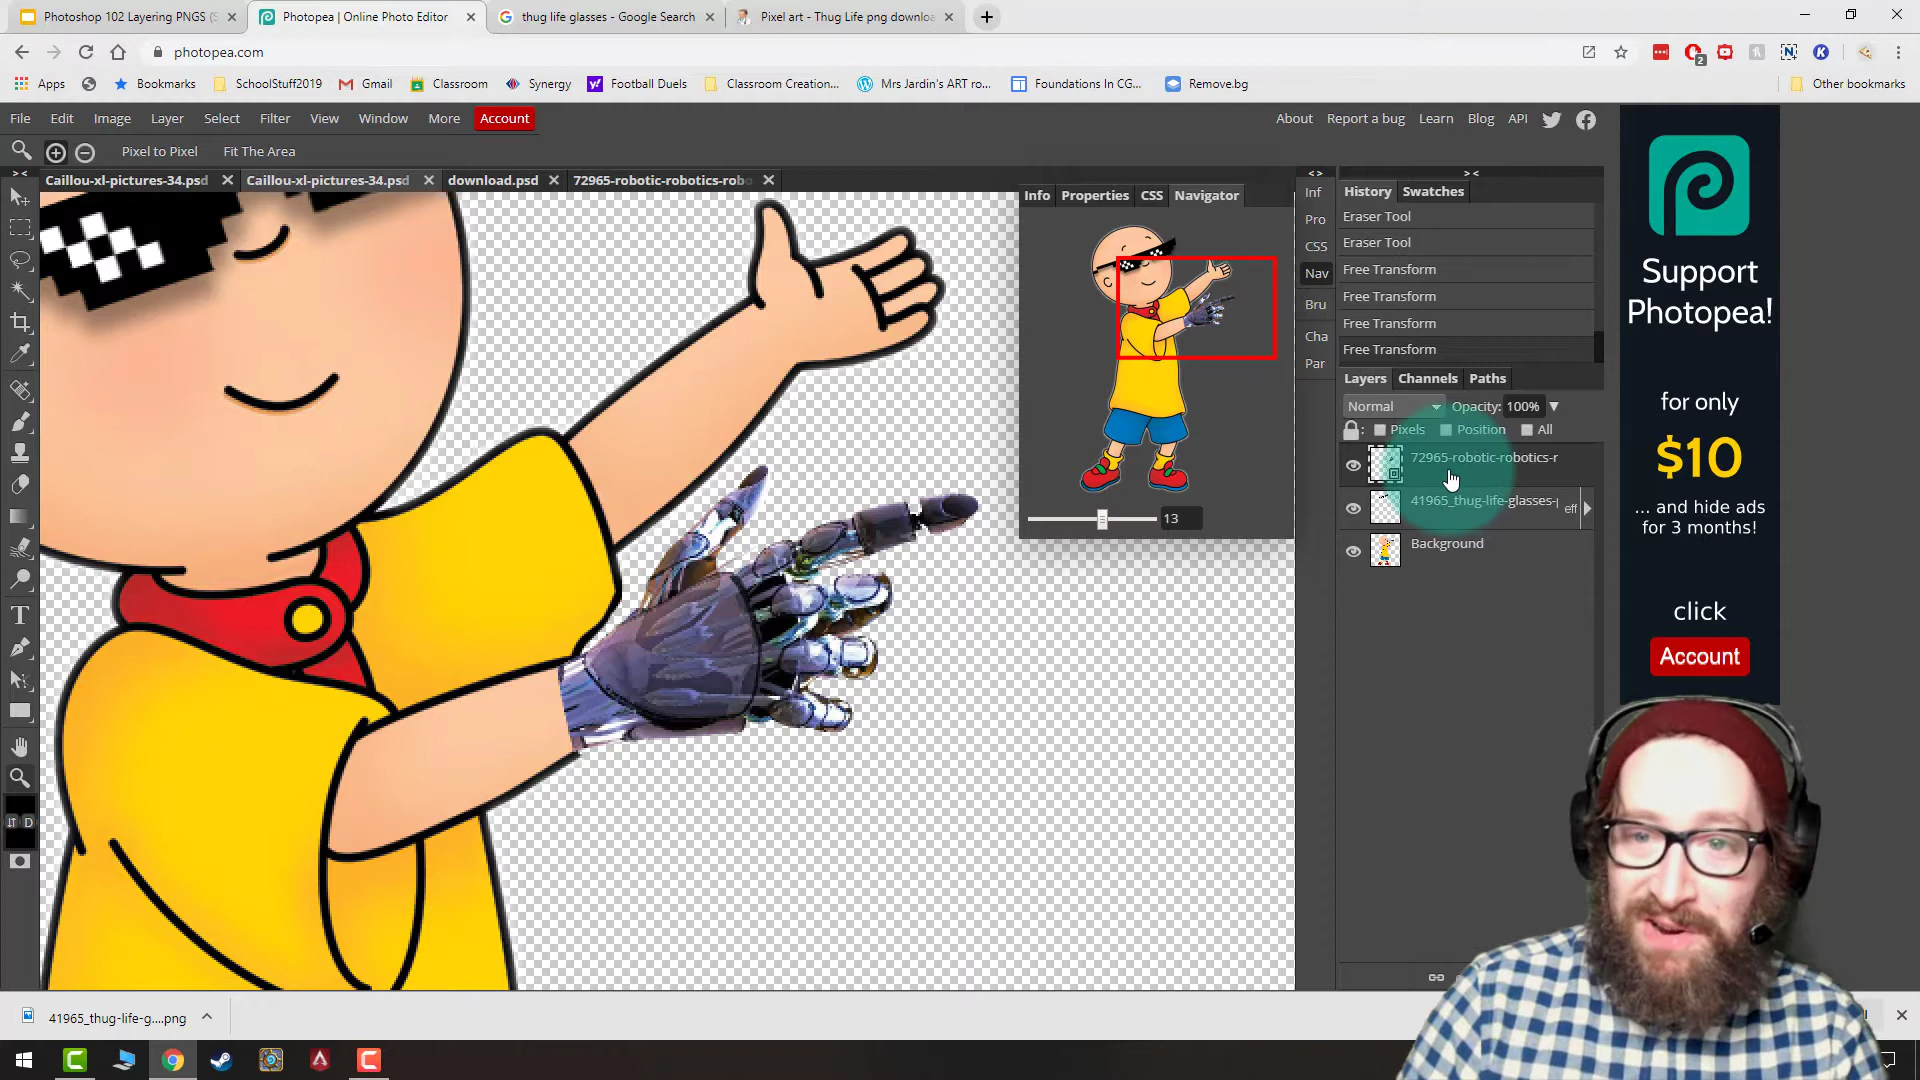 Photoshop 102 Layering PNGS (S
Photopea | Online Photo Editor
thug life glasses - Google Search
Pixel art - Thug Life png downloa
photopea.com
2
Apps
Bookmarks
SchoolStuff2019
Gmail
Classroom
Synergy
Football Duels
Classroom Creation...
Mrs Jardin's ART ro...
Foundations In CG...
Remove.bg
Other bookmarks
File Edit Image Layer Select Filter View Window More Account
About Report a bug Learn Blog API
Pixel to Pixel Fit The Area
Caillou-xl-pictures-34.psd
Caillou-xl-pictures-34.psd
download.psd
72965-robotic-robotics-rob
Info Properties CSS Navigator
13
Inf
Pro
CSS
Nav
Bru
Cha
Par
History Swatches
Eraser Tool
Eraser Tool
Free Transform
Free Transform
Free Transform
Free Transform
Layers Channels Paths
Normal Opacity: 100%
Pixels Position All
72965-robotic-robotics-r
41965_thug-life-glasses-
eff
Background
D
Support
Photopea!
for only
$10
... and hide ads
for 3 months!
click
Account
41965_thug-life-g....png